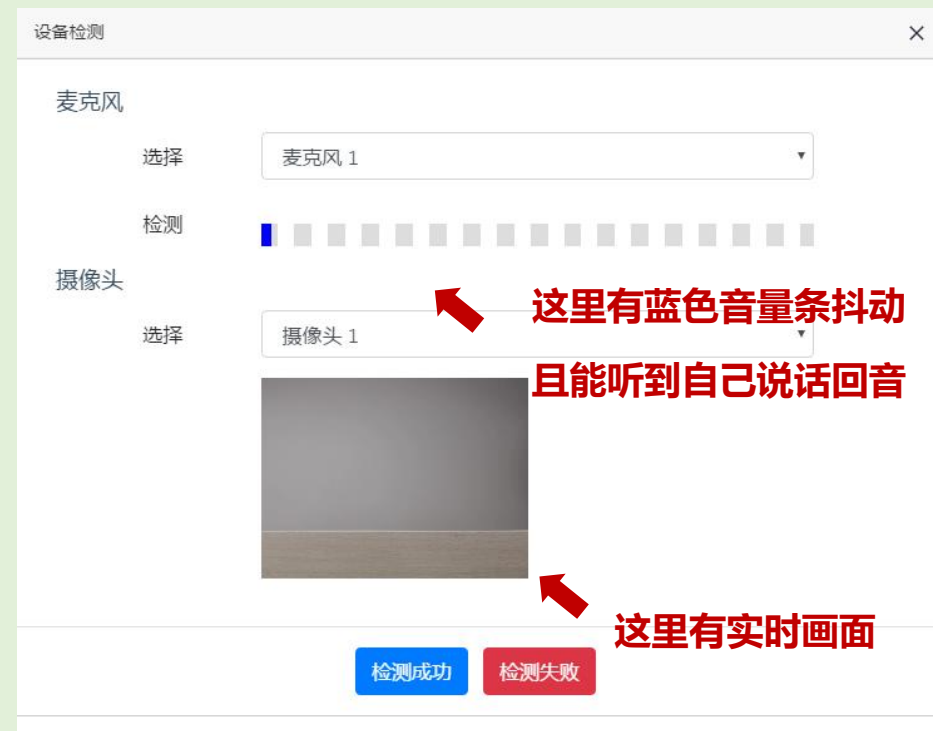 设备检测
麦克风
选择
麦克风 1
检测
摄像头
这里有蓝色音量条抖动
选择
摄像头 1
且能听到自己说话回音
这里有实时画面
检测成功
检测失败